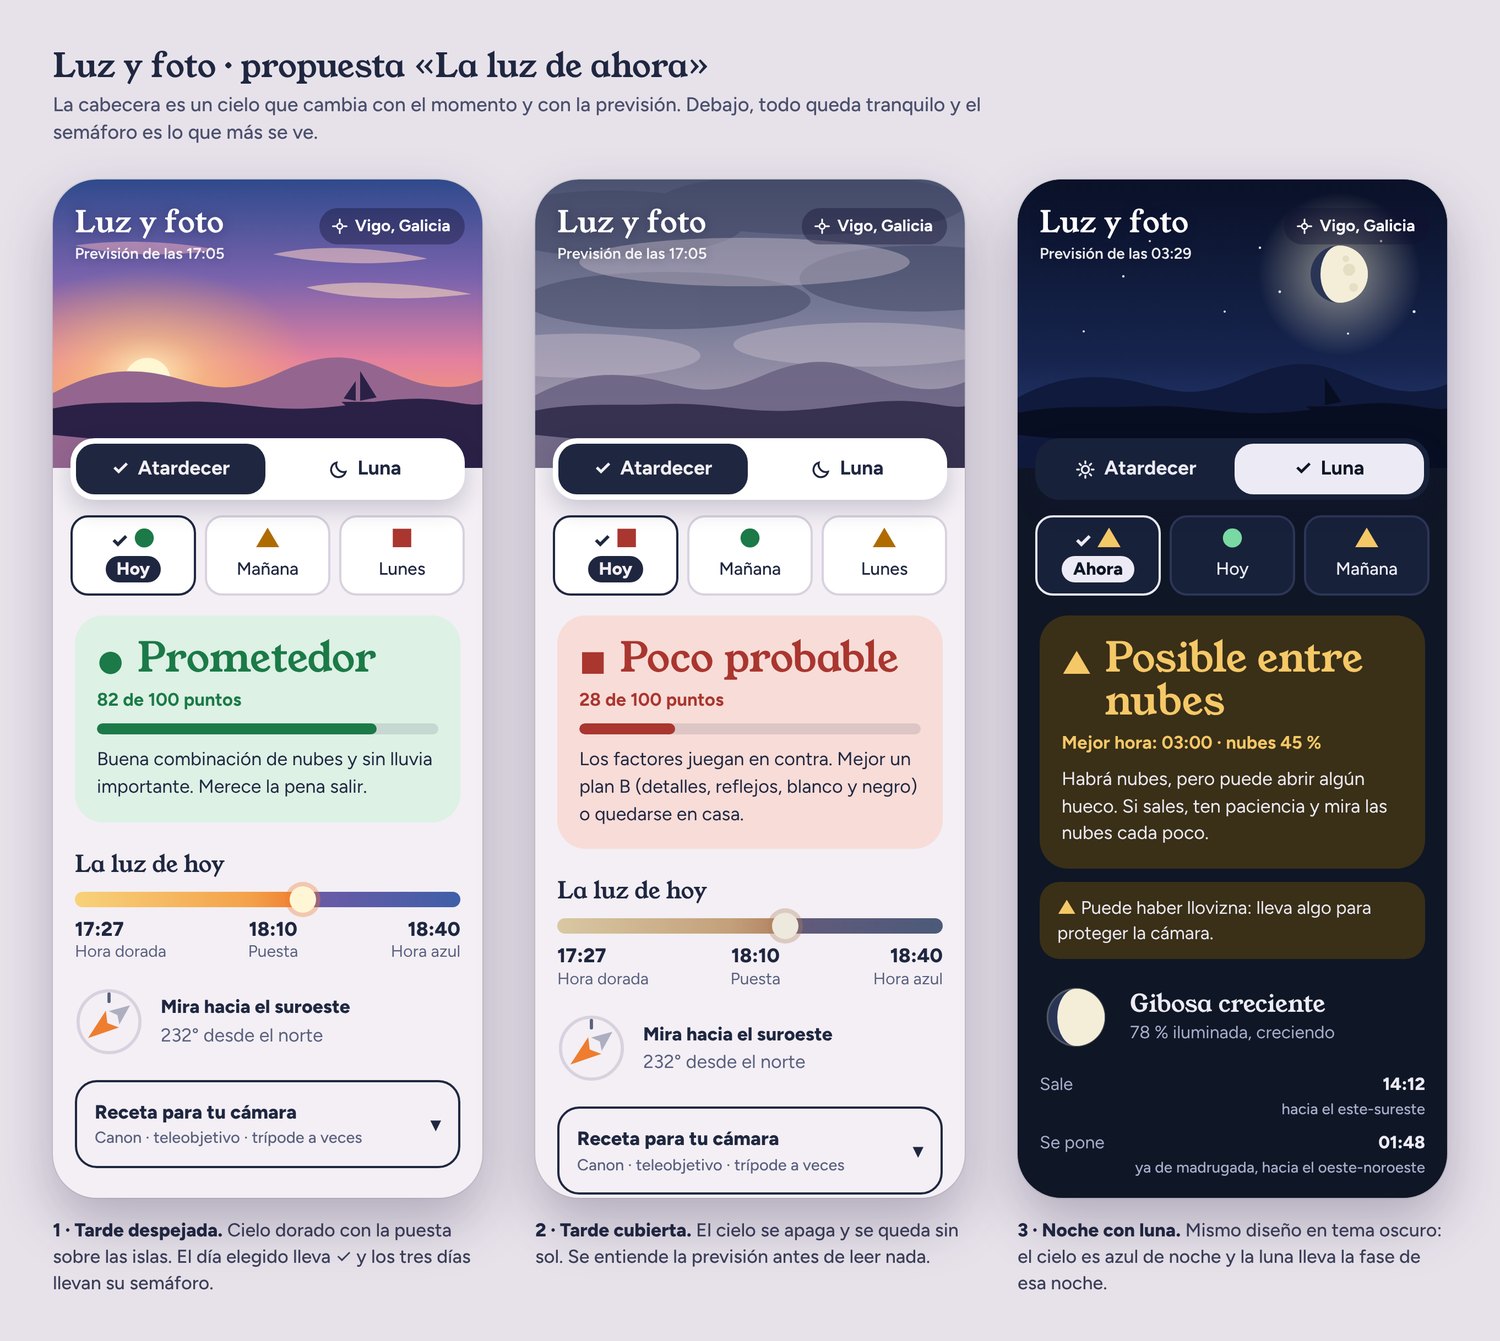 Luz y foto · propuesta «La luz de ahora»
La cabecera es un cielo que cambia con el momento y con la previsión. Debajo, todo queda tranquilo y el
semáforo es lo que más se ve.
Luz y foto
Vigo, Galicia
Previsión de las 17:05
✓ Atardecer
Luna
✓
Hoy
Mañana
Lunes
Prometedor
82 de 100 puntos
Buena combinación de nubes y sin lluvia
importante. Merece la pena salir.
La luz de hoy
17:27
18:10
18:40
Hora dorada
Puesta
Hora azul
Mira hacia el suroeste
232° desde el norte
Receta para tu cámara
Canon · teleobjetivo · trípode a veces
▼
1 · Tarde despejada. Cielo dorado con la puesta
sobre las islas. El día elegido lleva ✓ y los tres días
llevan su semáforo.
Luz y foto
Vigo, Galicia
Previsión de las 17:05
✓ Atardecer
Luna
✓
Hoy
Mañana
Lunes
Poco probable
28 de 100 puntos
Los factores juegan en contra. Mejor un
plan B (detalles, reflejos, blanco y negro)
o quedarse en casa.
La luz de hoy
17:27
18:10
18:40
Hora dorada
Puesta
Hora azul
Mira hacia el suroeste
232° desde el norte
Receta para tu cámara
Canon · teleobjetivo · trípode a veces
▼
2 · Tarde cubierta. El cielo se apaga y se queda sin
sol. Se entiende la previsión antes de leer nada.
Luz y foto
Vigo, Galicia
Previsión de las 03:29
Atardecer
✓ Luna
✓
Ahora
Hoy
Mañana
Posible entre
nubes
Mejor hora: 03:00 · nubes 45 %
Habrá nubes, pero puede abrir algún
hueco. Si sales, ten paciencia y mira las
nubes cada poco.
Puede haber llovizna: lleva algo para
proteger la cámara.
Gibosa creciente
78 % iluminada, creciendo
Sale
14:12
hacia el este-sureste
Se pone
01:48
ya de madrugada, hacia el oeste-noroeste
3 · Noche con luna. Mismo diseño en tema oscuro:
el cielo es azul de noche y la luna lleva la fase de
esa noche.